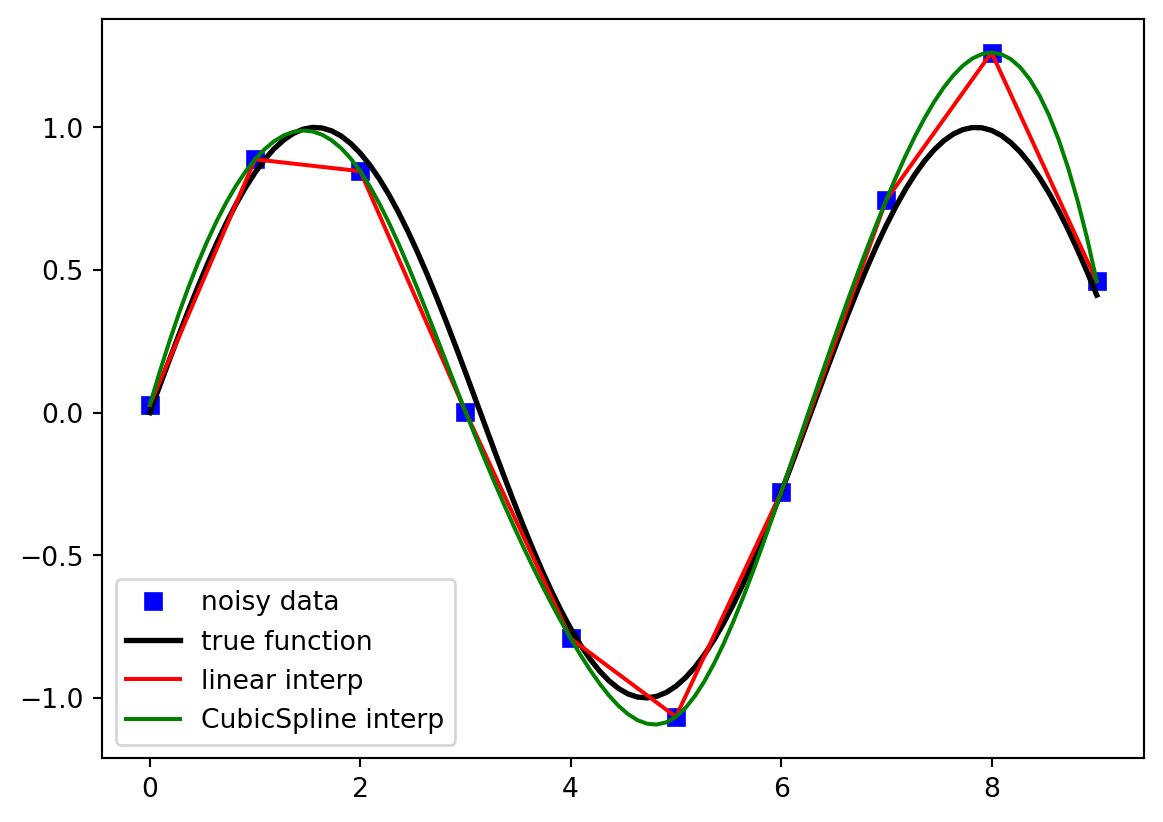 1.0
0.5
0.0
−0.5
−1.0
noisy data
true function
linear interp
CubicSpline interp
0 2 4 6 8